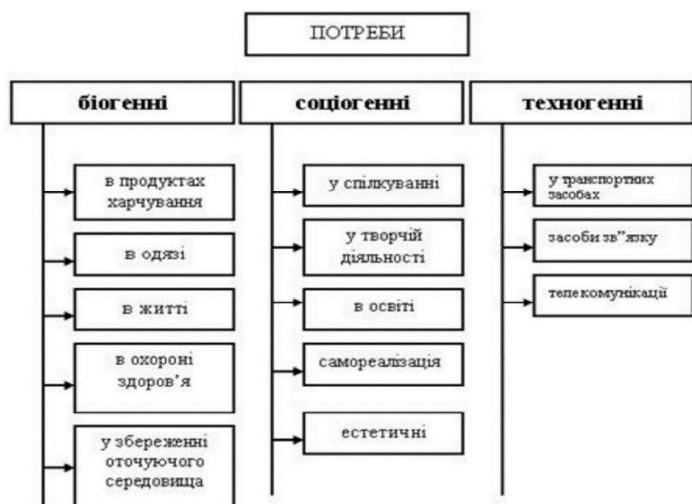 ПОТРЕБИ
біогенні
в продуктах
харчування
в одязі
в житті
в охороні
здоров'я
у збереженні
оточуючого
середовища
соціогенні
у спілкуванні
у творчій
діяльності
в освіті
самореалізація
естетичні
техногенні
у транспортних
засобах
засоби зв"язку
телекомунікації